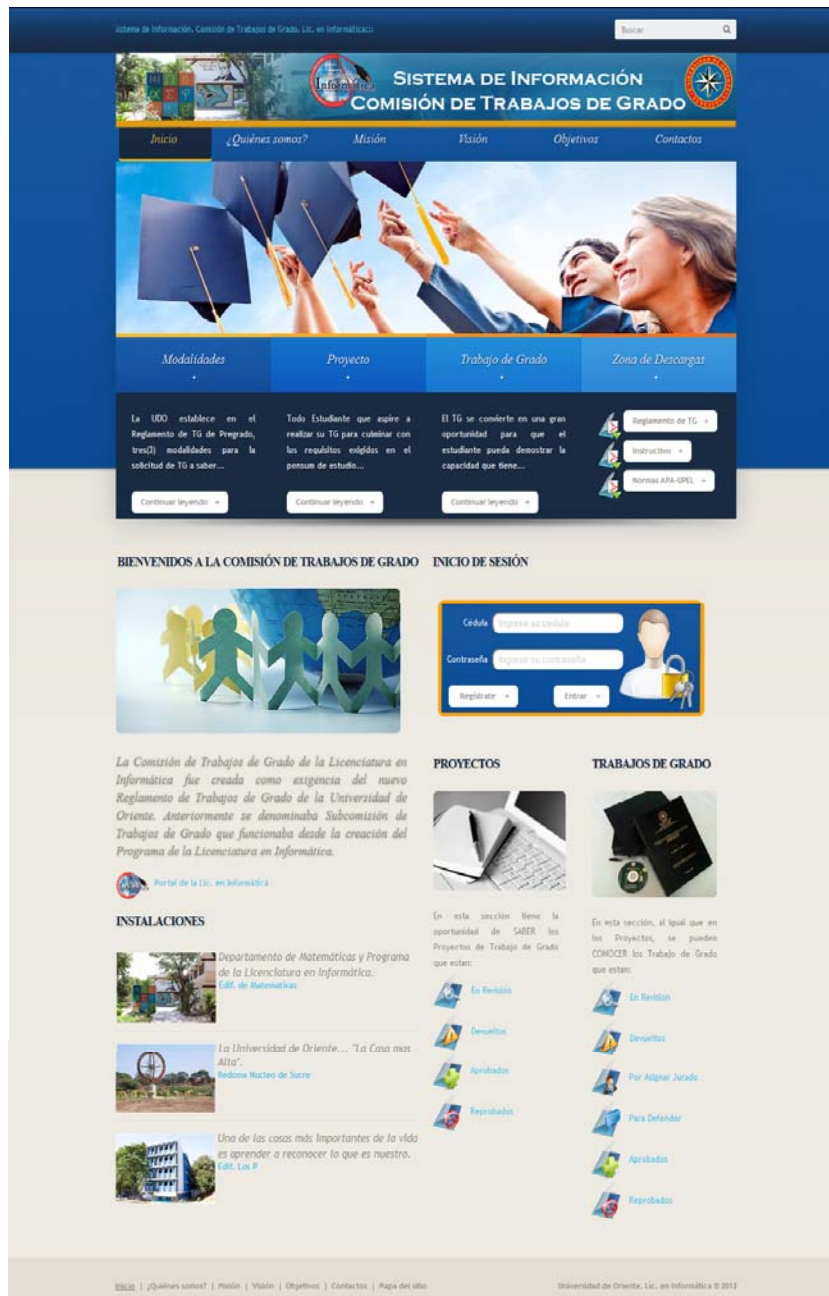 istema de Información, Comisión de Trabajos de Grado. Lic. en Informática:::
Buscar
Informática
SISTEMA DE INFORMACIÓN
COMISIÓN DE TRABAJOS DE GRADO
Inicio
¿Quiénes somos?
Misión
Visión
Objetivos
Contactos
Modalidades
+
Proyecto
+
Trabajo de Grado
+
Zona de Descargas
+
La UDO establece en el
Reglamento de TG de Pregrado,
tres(3) modalidades para la
solicitud de TG a saber...
Continuar leyendo +
Todo Estudiante que aspire a
realizar su TG para culminar con
los requisitos exigidos en el
pensum de estudio...
Continuar leyendo +
El TG se convierte en una gran
oportunidad para que el
estudiante pueda demostrar la
capacidad que tiene...
Continuar leyendo +
Reglamento de TG +
Instructivo +
Normas APA-UPEL +
BIENVENIDOS A LA COMISIÓN DE TRABAJOS DE GRADO
La Comisión de Trabajos de Grado de la Licenciatura en
Informática fue creada como exigencia del nuevo
Reglamento de Trabajos de Grado de la Universidad de
Oriente. Anteriormente se denominaba Subcomisión de
Trabajos de Grado que funcionaba desde la creación del
Programa de la Licenciatura en Informática.
Portal de la Lic. en Informática
INSTALACIONES
Departamento de Matemáticas y Programa
de la Licenciatura en Informática.
Edif. de Matematicas
La Universidad de Oriente... "La Casa mas
Alta".
Redoma Nucleo de Sucre
Una de las cosas más importantes de la vida
es aprender a reconocer lo que es nuestro.
Edif. Los P
INICIO DE SESIÓN
Cédula
Ingrese su cedula
Contraseña
Ingrese su contraseña
Regístrate +
Entrar +
PROYECTOS
En esta sección tiene la
oportunidad de SABER los
Proyectos de Trabajo de Grado
que estan:
En Revisión
Devueltos
Aprobados
Reprobados
TRABAJOS DE GRADO
En esta sección, al igual que en
los Proyectos, se pueden
CONOCER los Trabajo de Grado
que estan:
En Revision
Devueltos
Por Asignar Jurado
Para Defender
Aprobados
Reprobados
Inicio | ¿Quiénes somos? | Misión | Visión | Objetivos | Contactos | Mapa del sitio
Universidad de Oriente, Lic. en Informática © 2012